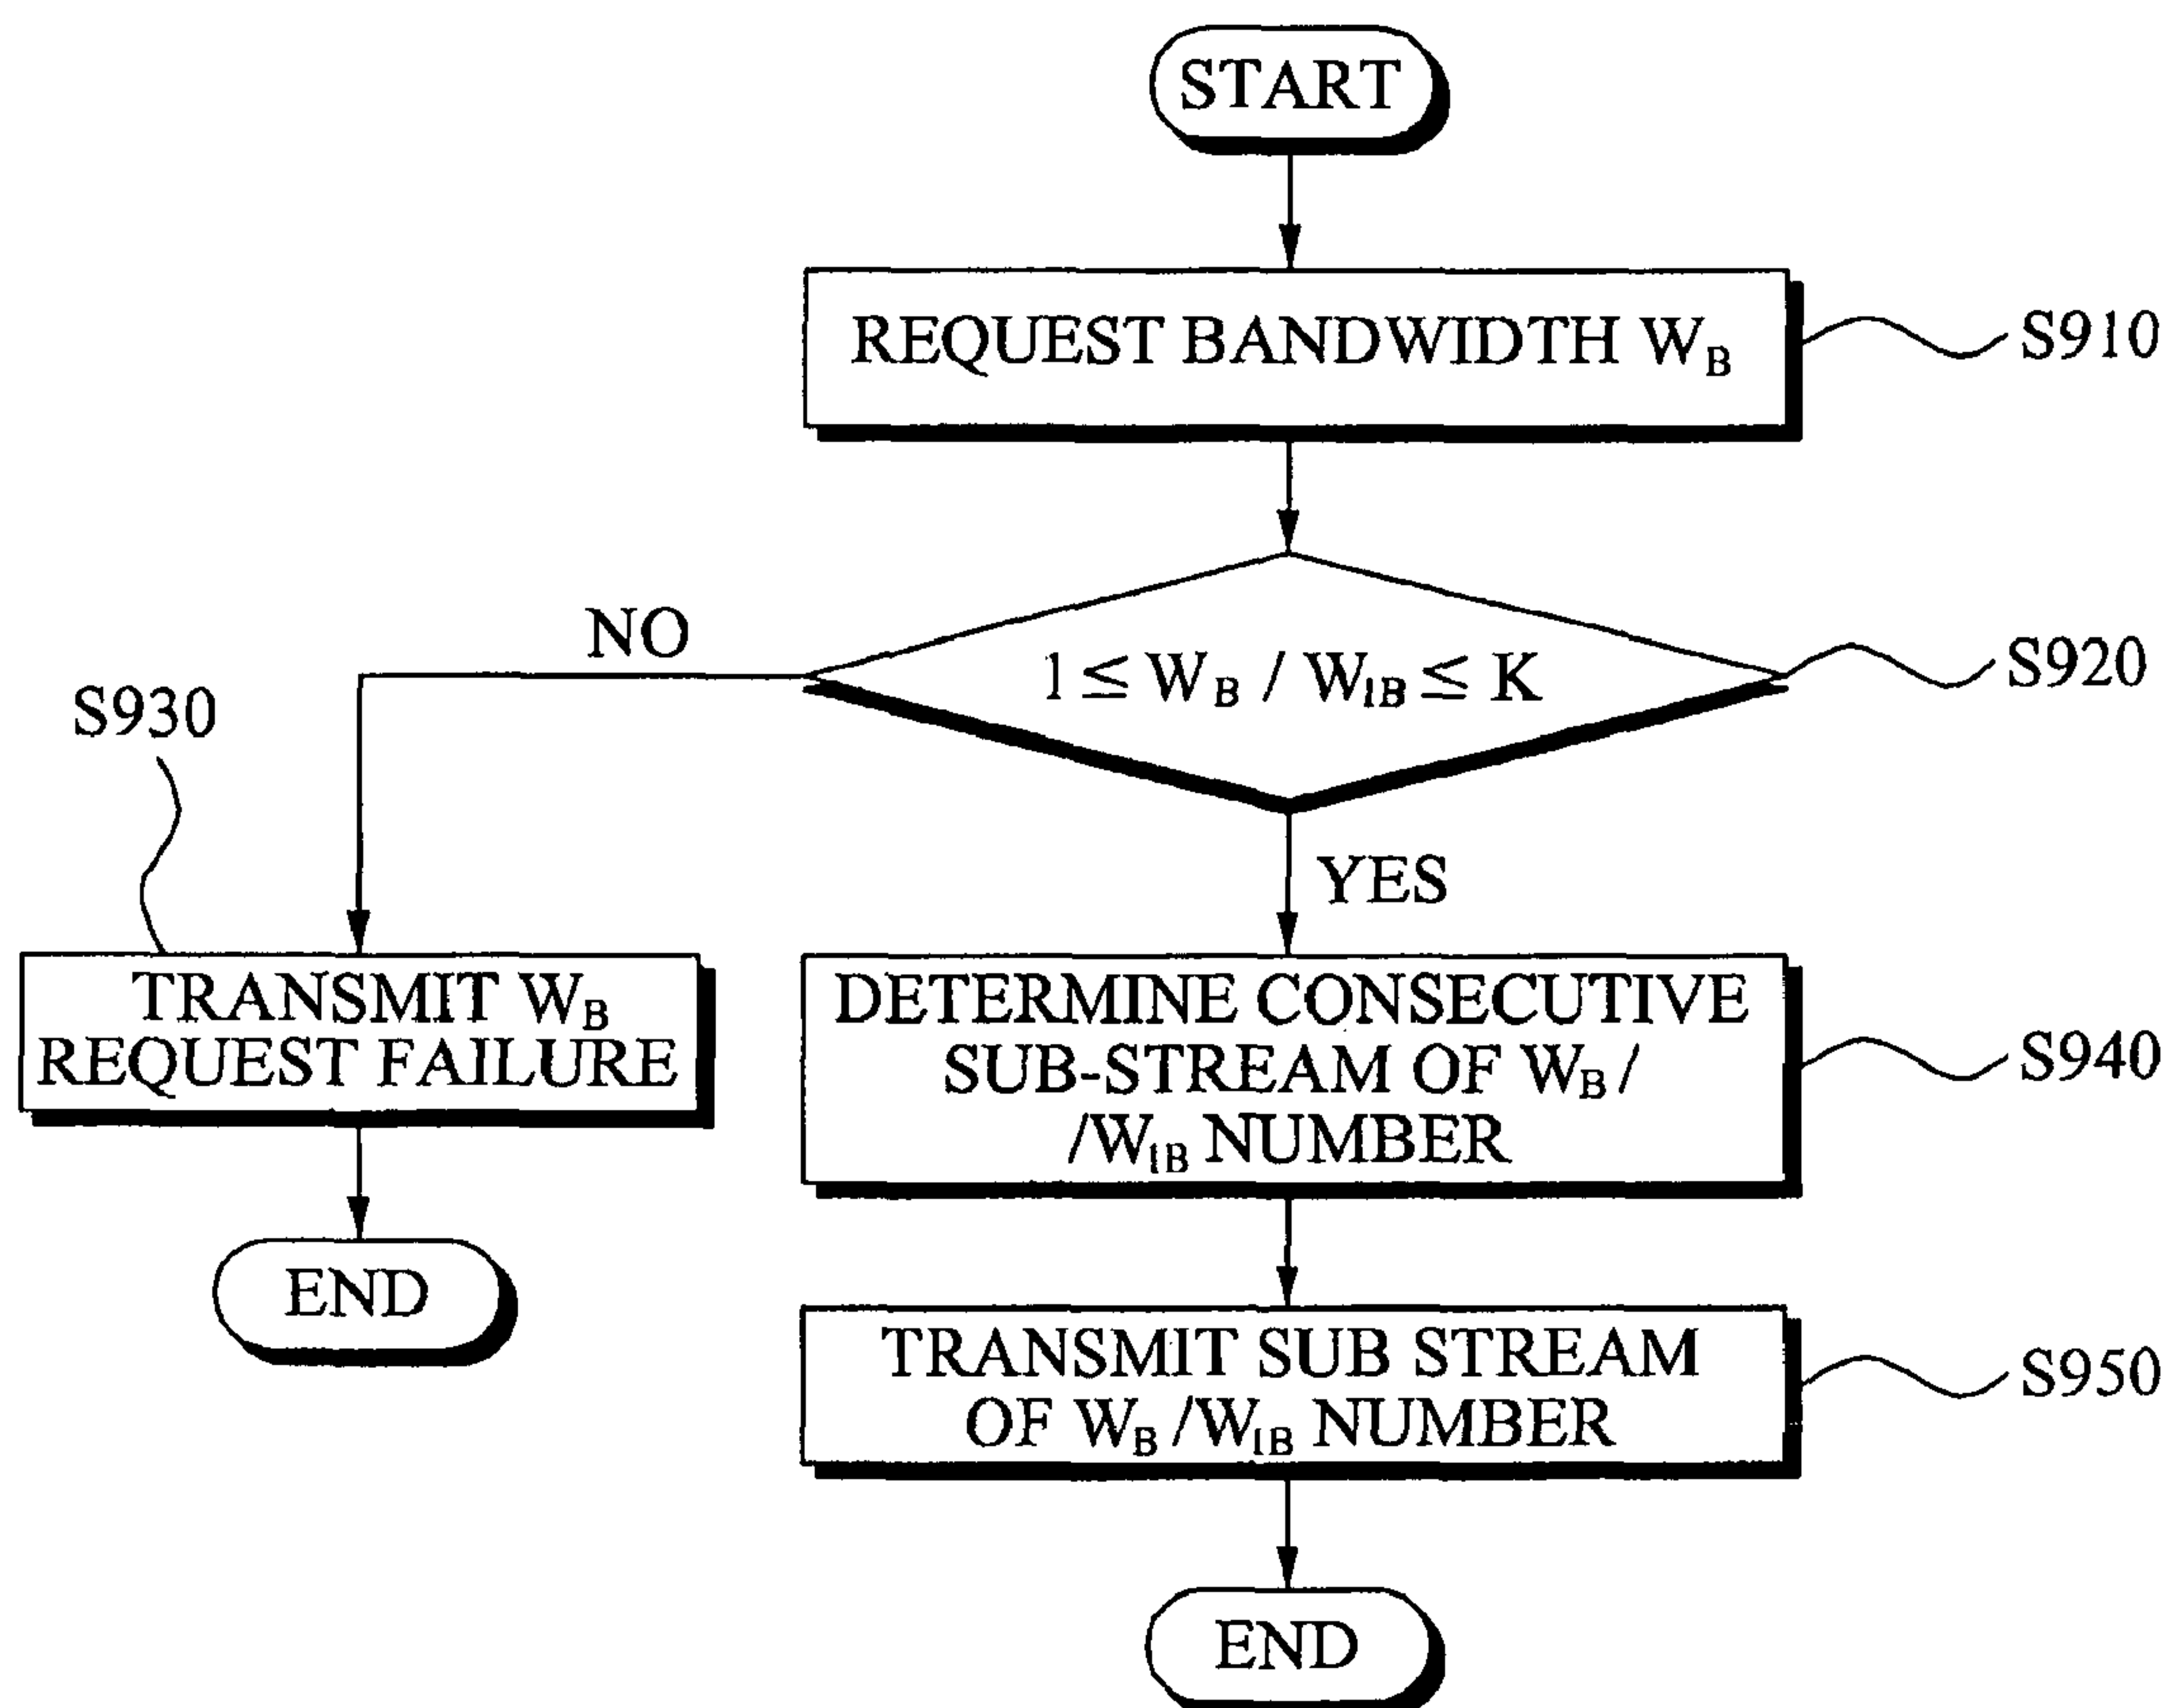 START
REQUEST BANDWIDTH W_B
S910
1 ≤ W_B / W_IB ≤ K
S920
NO
S930
YES
TRANSMIT W_B
REQUEST FAILURE
DETERMINE CONSECUTIVE
SUB-STREAM OF W_B /
/W_IB NUMBER
S940
END
TRANSMIT SUB STREAM
OF W_B /W_IB NUMBER
S950
END